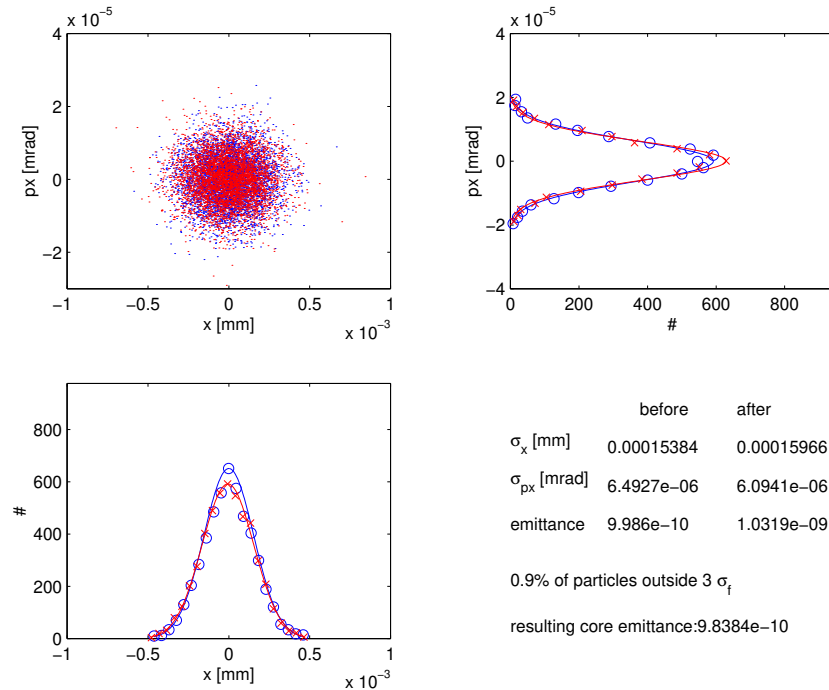 x 10⁻⁵
4
2
0
−2
px [mrad]
−1 −0.5 0 0.5 1
x [mm]
x 10⁻³
x 10⁻⁵
4
2
0
−2
−4
px [mrad]
0 200 400 600 800
#
800
600
400
200
0
#
−1 −0.5 0 0.5 1
x [mm]
x 10⁻³
before after
σx [mm] 0.00015384 0.00015966
σpx [mrad] 6.4927e−06 6.0941e−06
emittance 9.986e−10 1.0319e−09
0.9% of particles outside 3 σf
resulting core emittance:9.8384e−10